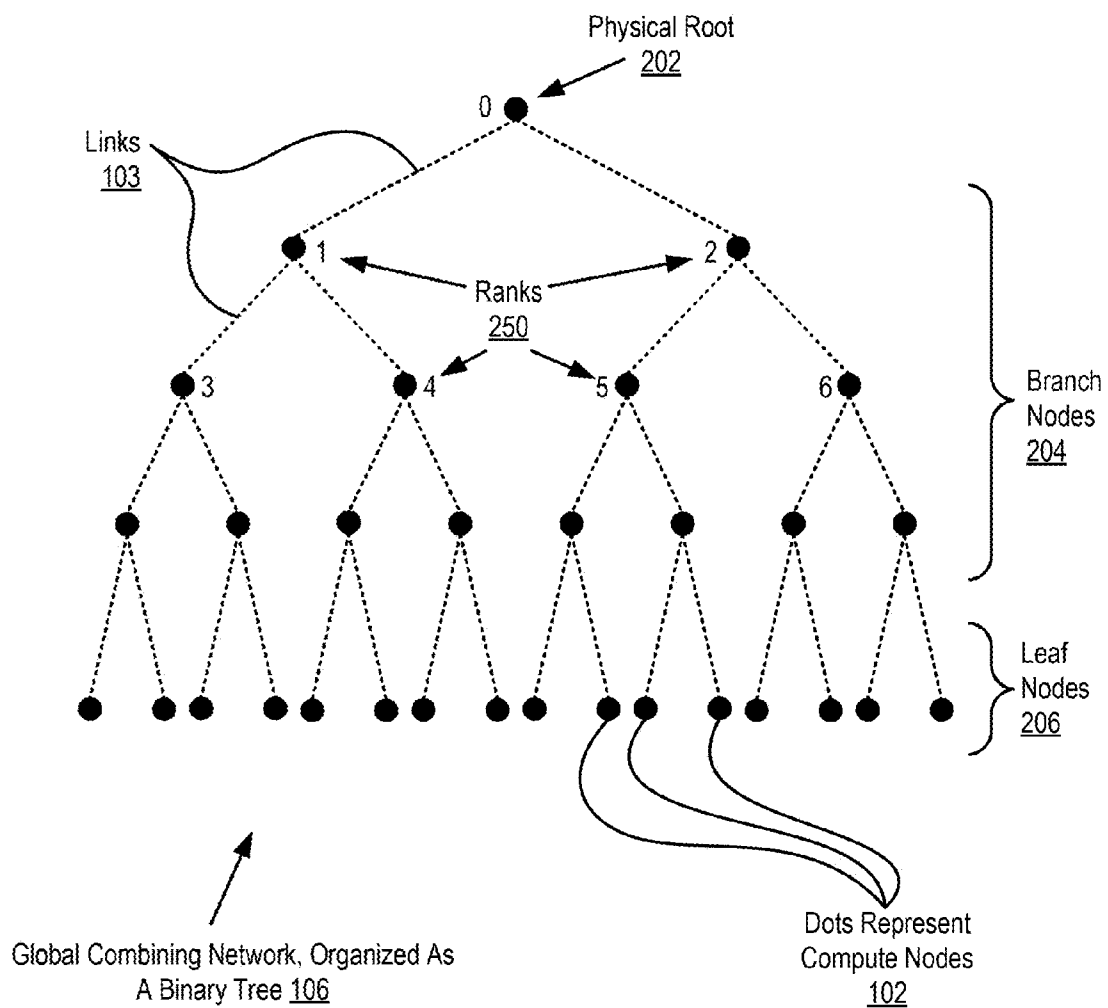 Physical Root
202
0
Links
103
1
2
Ranks
250
3
4
5
6
Branch
Nodes
204
Leaf
Nodes
206
Global Combining Network, Organized As
A Binary Tree 106
Dots Represent
Compute Nodes
102